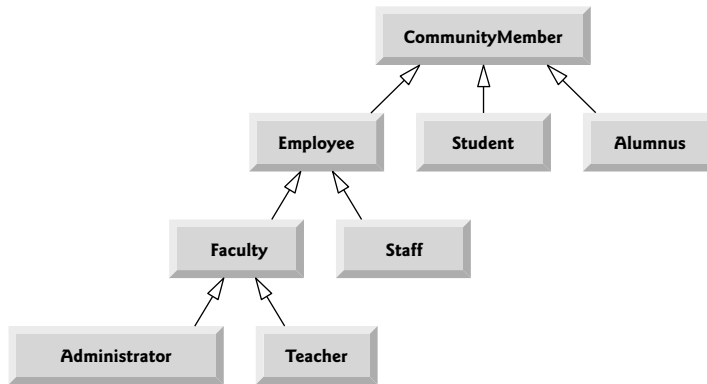 CommunityMember
Employee
Student
Alumnus
Faculty
Staff
Administrator
Teacher